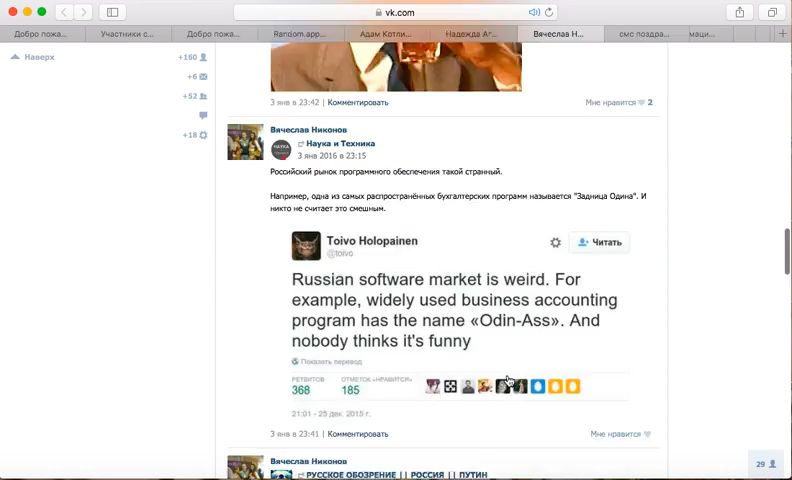 vk.com
Добро пожа...
Участники с...
Добро пожа...
Random.app...
Адам Котли...
Надежда Аг...
Вячеслав Н...
смс поздра...
маци...
Наверх
+160
+6
+52
+18
3 янв в 23:42 | Комментировать
Мне нравится 2
Вячеслав Никонов
НАУКА
Наука и Техника
3 янв 2016 в 23:15
Российский рынок программного обеспечения такой странный.
Например, одна из самых распространённых бухгалтерских программ называется "Задница Одина". И
никто не считает это смешным.
Toivo Holopainen
@toivo
Читать
Russian software market is weird. For
example, widely used business accounting
program has the name «Odin-Ass». And
nobody thinks it's funny
Показать перевод
РЕТВИТОВ
368
ОТМЕТОК «НРАВИТСЯ»
185
21:01 - 25 дек. 2015 г.
3 янв в 23:41 | Комментировать
Мне нравится
Вячеслав Никонов
РУССКОЕ ОБОЗРЕНИЕ || РОССИЯ || ПУТИН
29